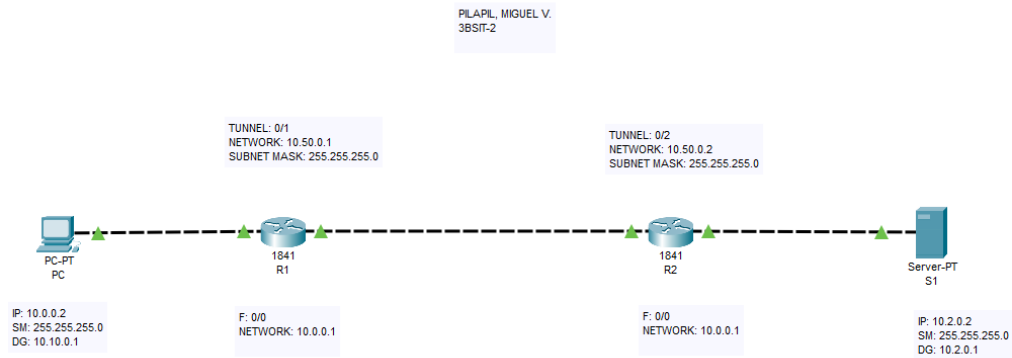 PILAPIL, MIGUEL V.
3BSIT-2
TUNNEL: 0/1
NETWORK: 10.50.0.1
SUBNET MASK: 255.255.255.0
TUNNEL: 0/2
NETWORK: 10.50.0.2
SUBNET MASK: 255.255.255.0
PC-PT
PC
1841
R1
1841
R2
Server-PT
S1
IP: 10.0.0.2
SM: 255.255.255.0
DG: 10.10.0.1
F: 0/0
NETWORK: 10.0.0.1
F: 0/0
NETWORK: 10.0.0.1
IP: 10.2.0.2
SM: 255.255.255.0
DG: 10.2.0.1